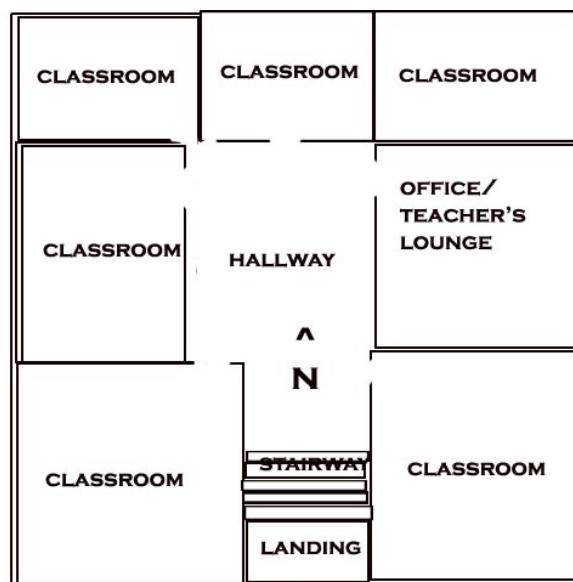 CLASSROOM
CLASSROOM
CLASSROOM
OFFICE/
TEACHER'S
LOUNGE
CLASSROOM
HALLWAY
^
N
STAIRWAY
CLASSROOM
CLASSROOM
LANDING